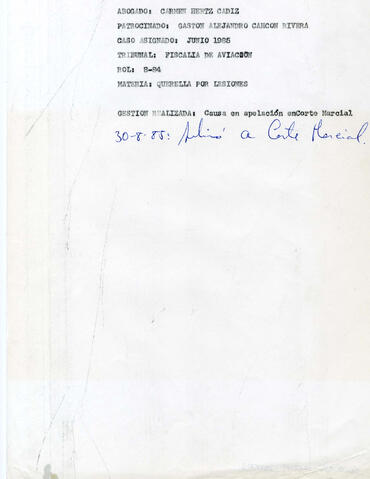 ABOGADO: CARMEN HERTZ CADIZ
PATROCINADO: GASTON ALEJANDRO CANCON RIVERA
CASO ASIGNADO: JUNIO 1985
TRIBUNAL: FISCALIA DE AVIACION
ROL: 8-84
MATERIA: QUERELLA POR LESIONES
GESTION REALIZADA: Causa en apelación enCorte Marcial
30-8-85: a Corte Marcial.